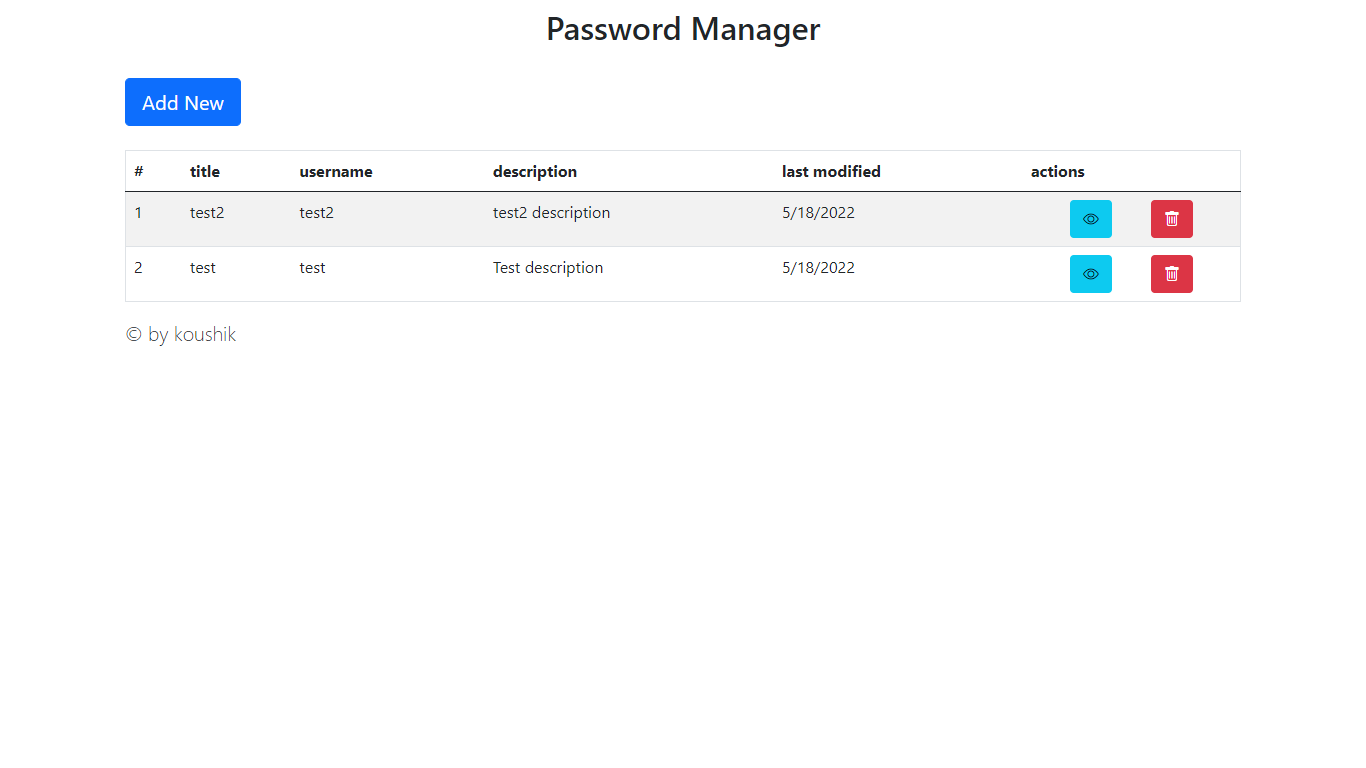 Password Manager
Add New
# title username description last modified actions
1 test2 test2 test2 description 5/18/2022
2 test test Test description 5/18/2022
© by koushik